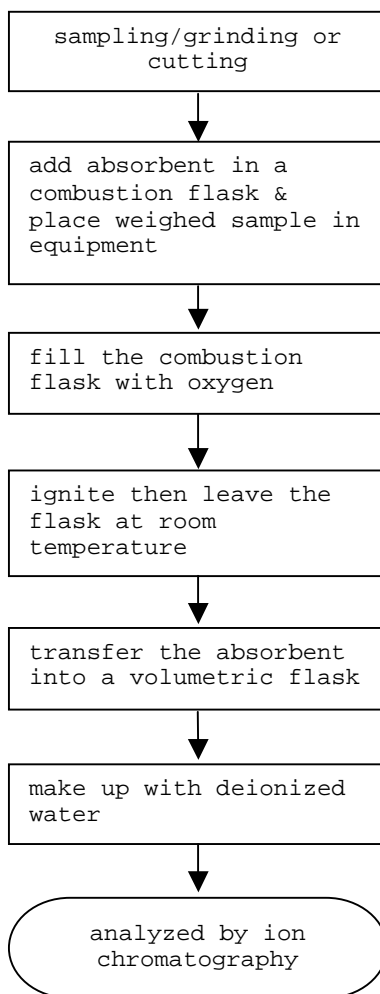 sampling/grinding or
cutting
add absorbent in a
combustion flask &
place weighed sample in
equipment
fill the combustion
flask with oxygen
ignite then leave the
flask at room
temperature
transfer the absorbent
into a volumetric flask
make up with deionized
water
analyzed by ion
chromatography